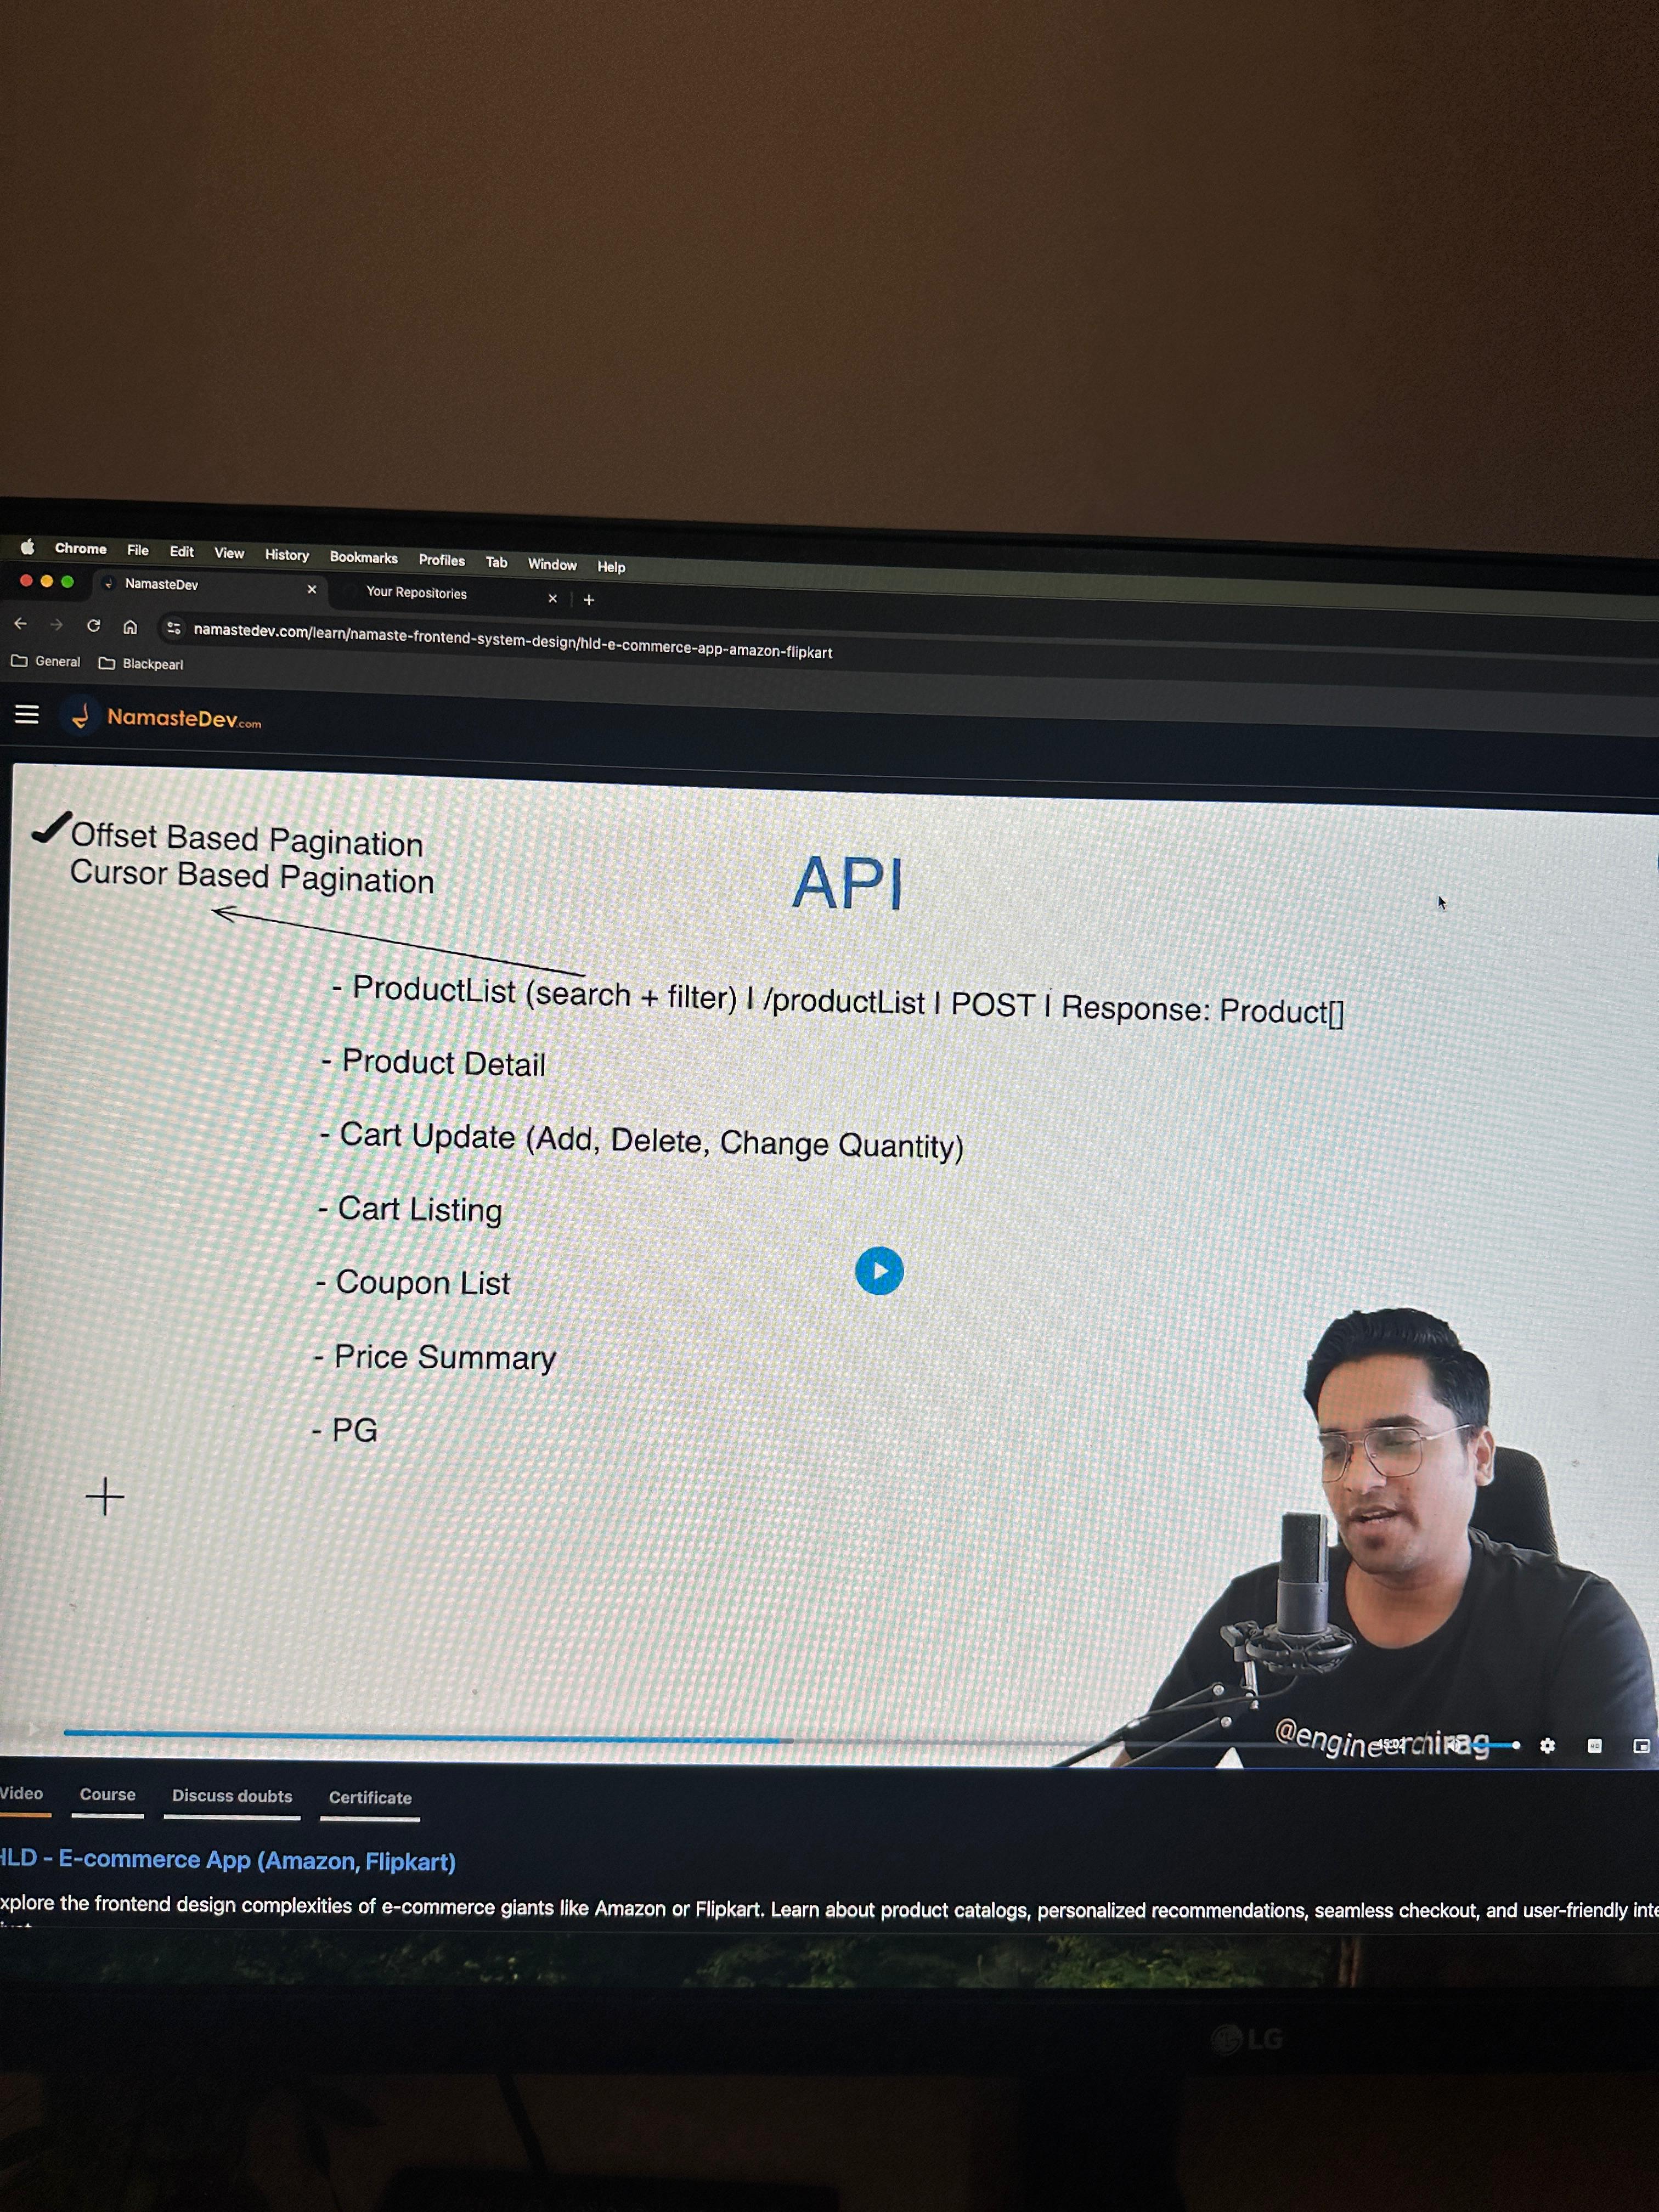 Chrome File Edit View History Bookmarks Profiles Tab Window Help
NamasteDev
Your Repositories
namastedev.com/learn/namaste-frontend-system-design/hld-e-commerce-app-amazon-flipkart
General Blackpearl
NamasteDev.com
Offset Based Pagination
Cursor Based Pagination
API
- ProductList (search + filter) | /productList | POST | Response: Product[]
- Product Detail
- Cart Update (Add, Delete, Change Quantity)
- Cart Listing
- Coupon List
- Price Summary
- PG
@engineerchirag
Video Course Discuss doubts Certificate
HLD - E-commerce App (Amazon, Flipkart)
xplore the frontend design complexities of e-commerce giants like Amazon or Flipkart. Learn about product catalogs, personalized recommendations, seamless checkout, and user-friendly inte
LG